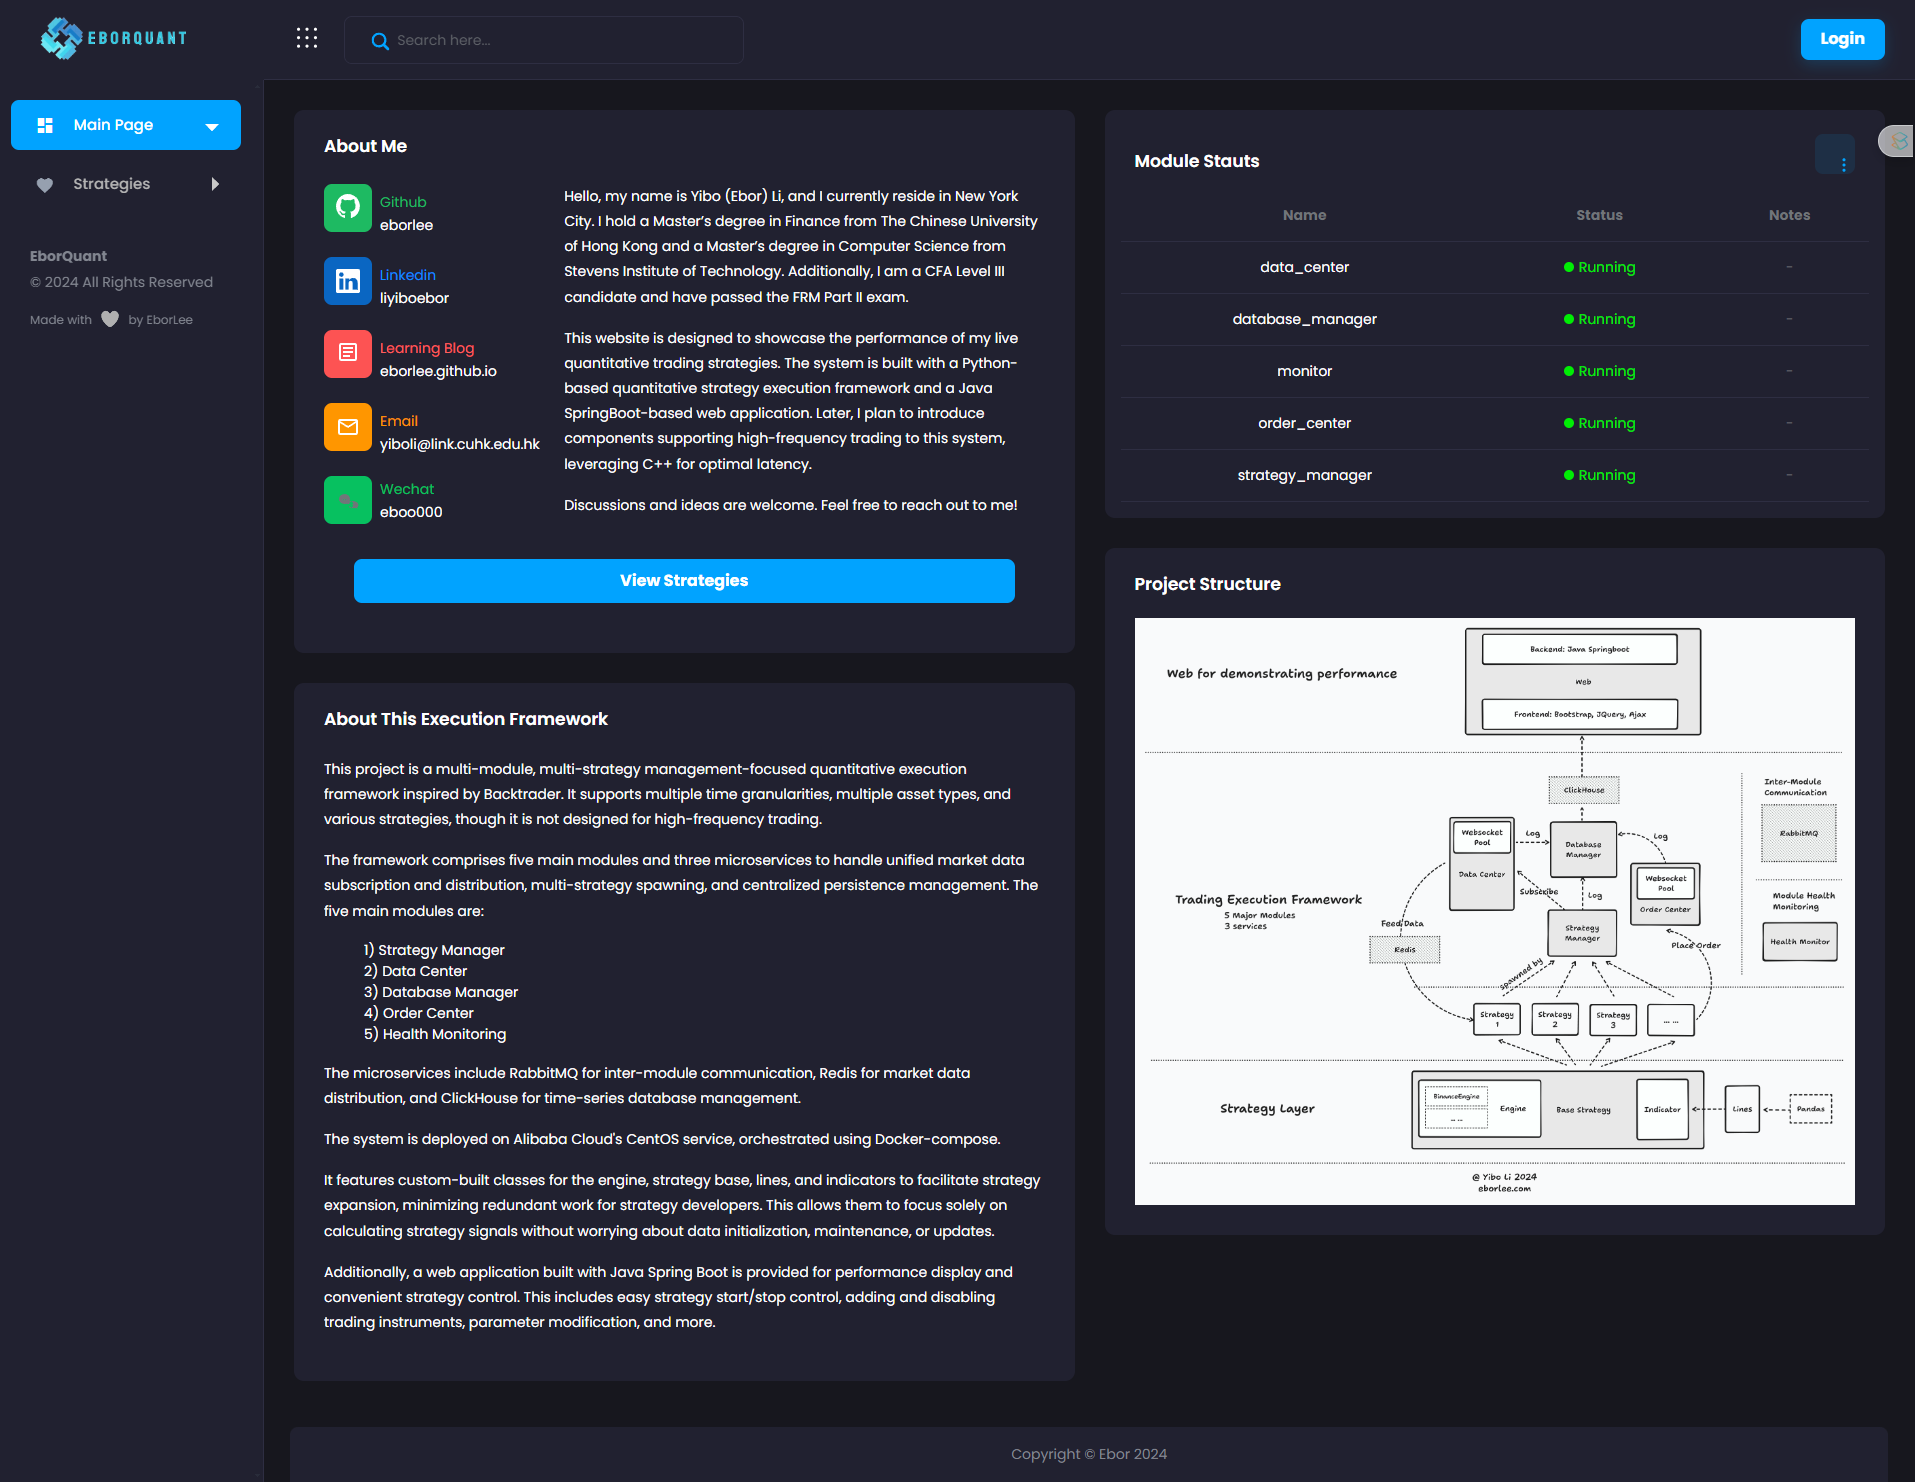 EBORQUANT
Search here...
Login
Main Page
Strategies
EborQuant
© 2024 All Rights Reserved
Made with by EborLee
About Me
Github
eborlee
Linkedin
liyiboebor
Learning Blog
eborlee.github.io
Email
yiboli@link.cuhk.edu.hk
Wechat
eboo000
Hello, my name is Yibo (Ebor) Li, and I currently reside in New York
City. I hold a Master's degree in Finance from The Chinese University
of Hong Kong and a Master's degree in Computer Science from
Stevens Institute of Technology. Additionally, I am a CFA Level III
candidate and have passed the FRM Part II exam.
This website is designed to showcase the performance of my live
quantitative trading strategies. The system is built with a Python-
based quantitative strategy execution framework and a Java
SpringBoot-based web application. Later, I plan to introduce
components supporting high-frequency trading to this system,
leveraging C++ for optimal latency.
Discussions and ideas are welcome. Feel free to reach out to me!
View Strategies
About This Execution Framework
This project is a multi-module, multi-strategy management-focused quantitative execution
framework inspired by Backtrader. It supports multiple time granularities, multiple asset types, and
various strategies, though it is not designed for high-frequency trading.
The framework comprises five main modules and three microservices to handle unified market data
subscription and distribution, multi-strategy spawning, and centralized persistence management. The
five main modules are:
1) Strategy Manager
2) Data Center
3) Database Manager
4) Order Center
5) Health Monitoring
The microservices include RabbitMQ for inter-module communication, Redis for market data
distribution, and ClickHouse for time-series database management.
The system is deployed on Alibaba Cloud's CentOS service, orchestrated using Docker-compose.
It features custom-built classes for the engine, strategy base, lines, and indicators to facilitate strategy
expansion, minimizing redundant work for strategy developers. This allows them to focus solely on
calculating strategy signals without worrying about data initialization, maintenance, or updates.
Additionally, a web application built with Java Spring Boot is provided for performance display and
convenient strategy control. This includes easy strategy start/stop control, adding and disabling
trading instruments, parameter modification, and more.
Module Stauts
Name Status Notes
data_center Running -
database_manager Running -
monitor Running -
order_center Running -
strategy_manager Running -
Project Structure
Web for demonstrating performance
Backend: Java Springboot
Web
Frontend: Bootstrap, JQuery, Ajax
Trading Execution Framework
5 Major Modules
3 services
ClickHouse
Websocket
Pool
Data Center
Log
Database
Manager
Log
Websocket
Pool
Order Center
Subscribe
Log
Strategy
Manager
Feed Data
Redis
Place Order
spawned by
Inter-Module
Communication
RabbitMQ
Module Health
Monitoring
Health Monitor
Strategy
1
Strategy
2
Strategy
3
... ...
Strategy Layer
BinanceEngine
... ...
Engine
Base Strategy
Indicator
Lines
Pandas
@ Yibo Li 2024
eborlee.com
Copyright © Ebor 2024